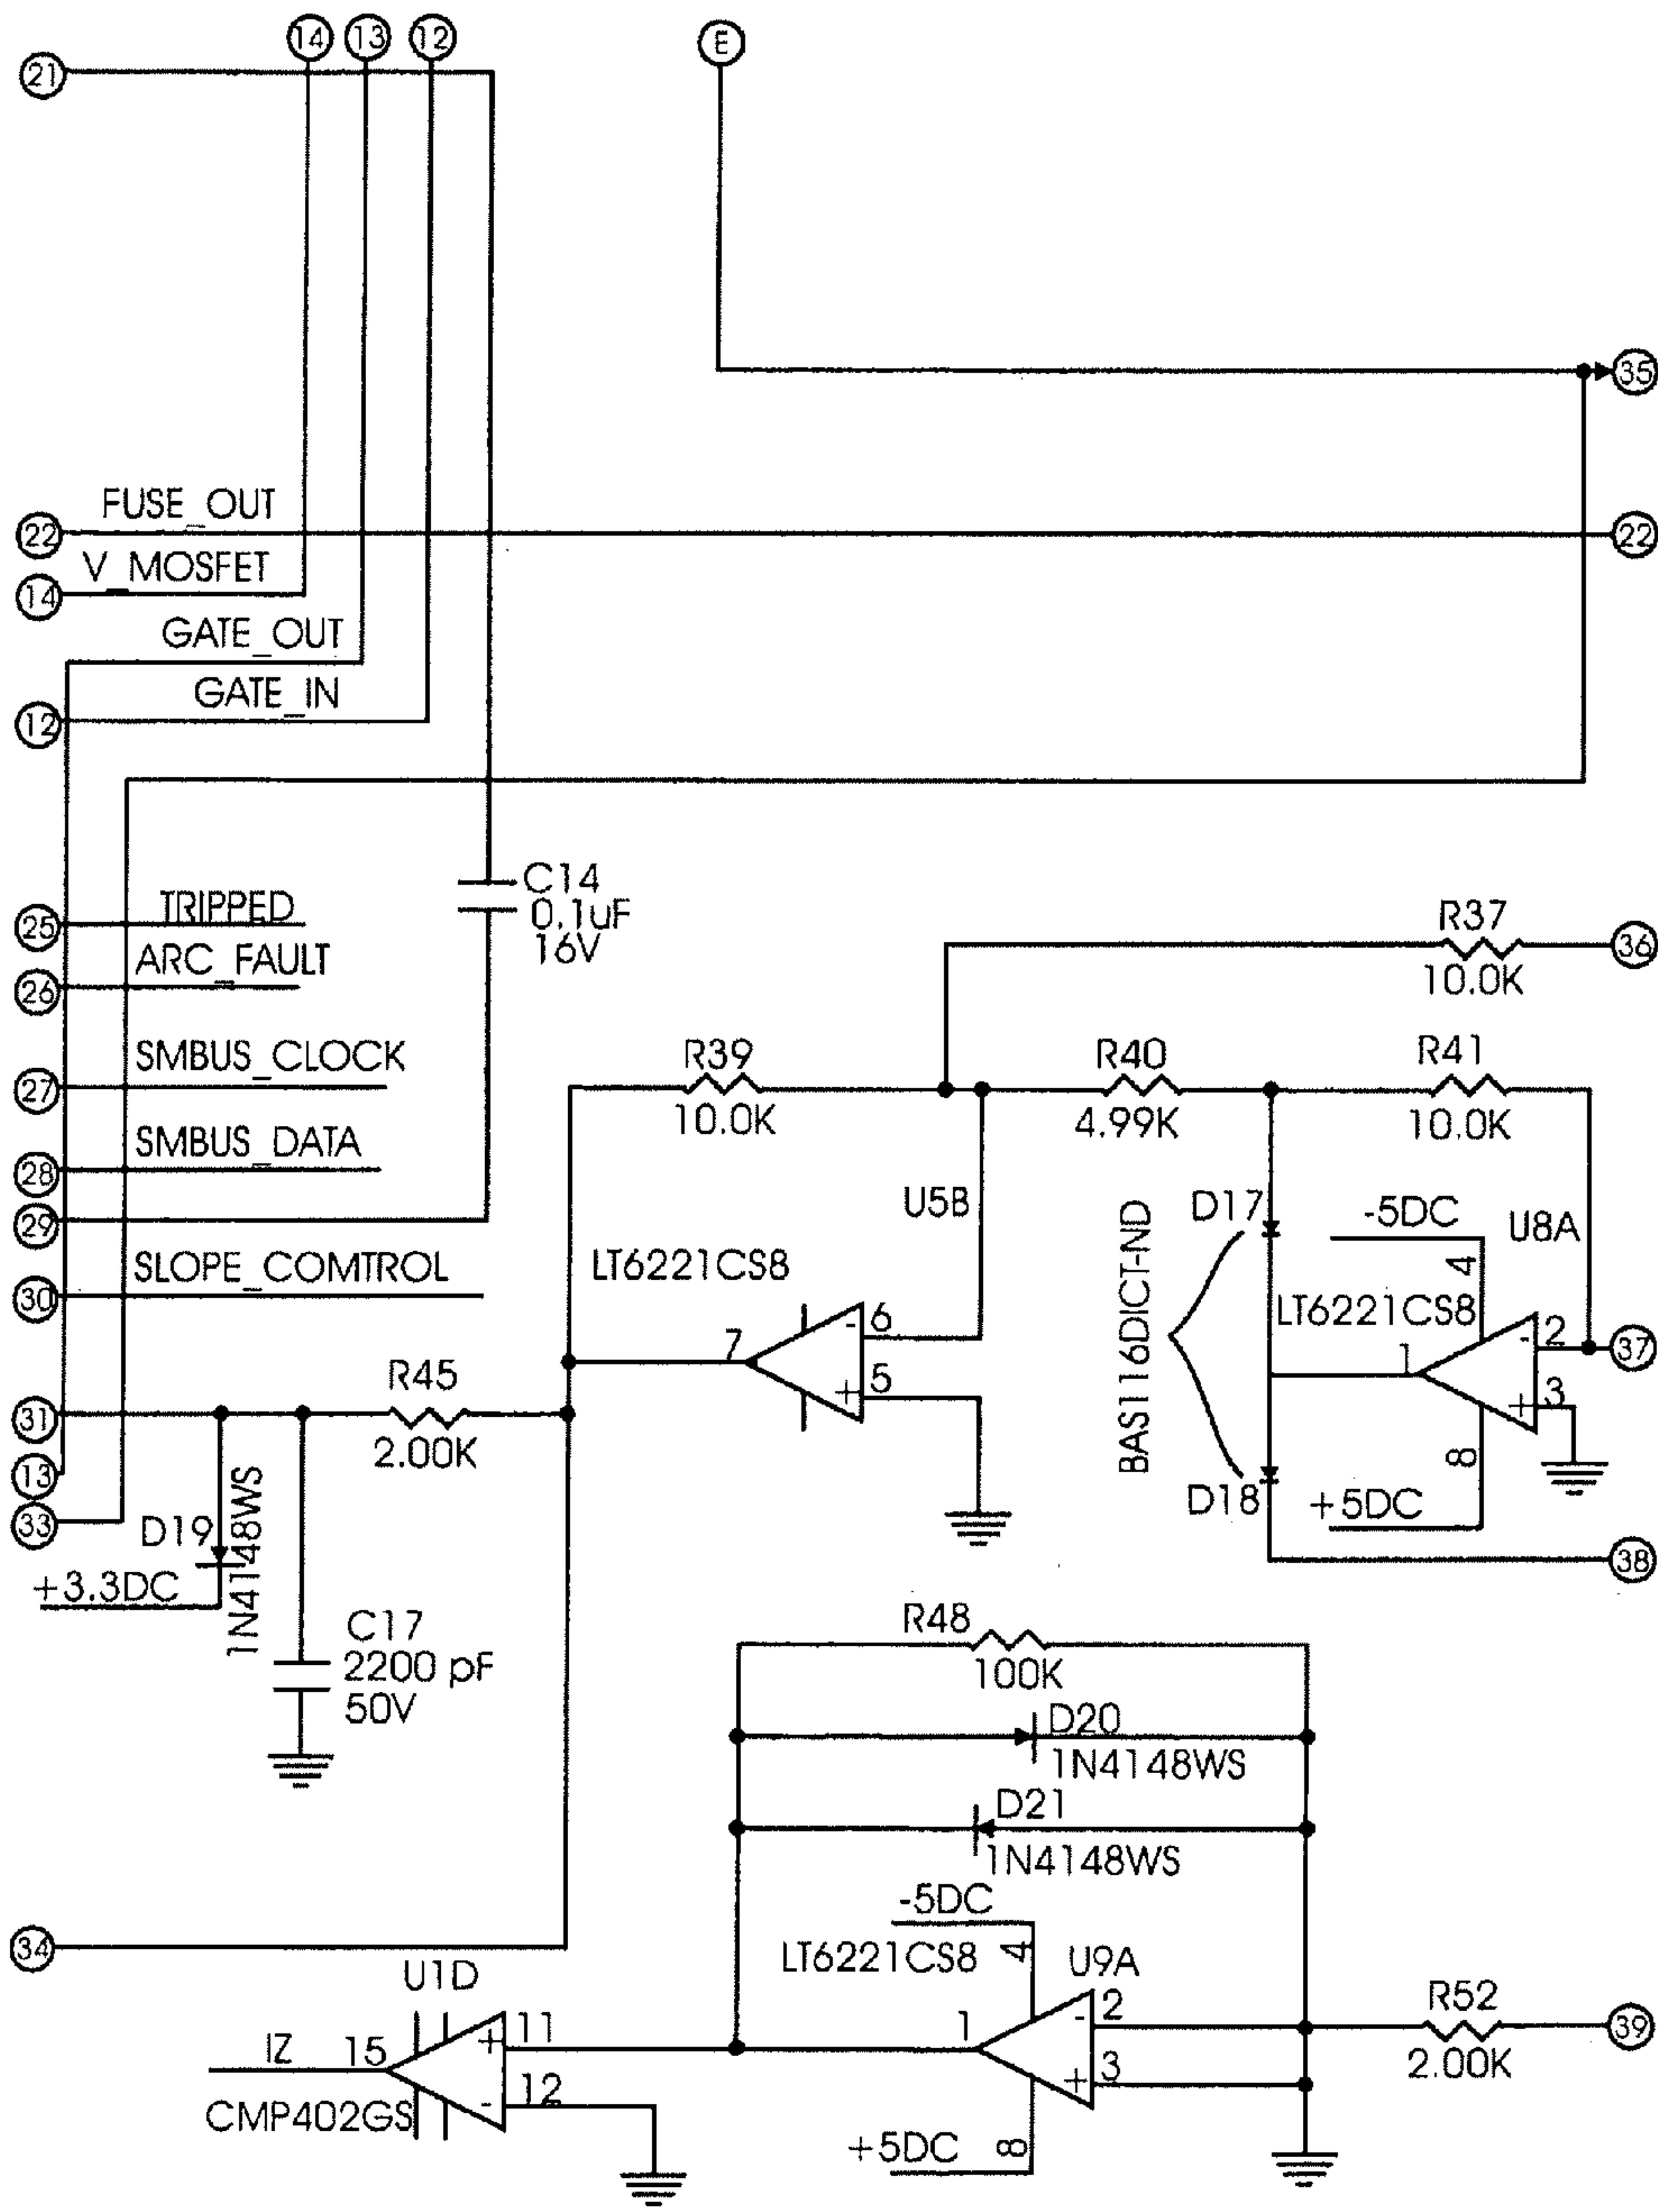 14 13 12
E
21
35
FUSE_OUT
22
22
V_MOSFET
14
GATE_OUT
GATE_IN
12
C14
0.1uF
16V
TRIPPED
25
R37
10.0K
36
ARC_FAULT
26
SMBUS_CLOCK
27
R39
10.0K
R40
4.99K
R41
10.0K
SMBUS_DATA
28
29
U5B
D17
-5DC
U8A
4
BAS116DICT-ND
SLOPE_COMTROL
30
LT6221CS8
7
6
-
5
+
LT6221CS8
1
2
-
3
+
37
8
+5DC
D18
38
31
R45
2.00K
13
33
D19
1N4148WS
+3.3DC
C17
2200 pF
50V
R48
100K
D20
1N4148WS
D21
1N4148WS
34
-5DC
4
LT6221CS8
U9A
1
2
-
3
+
8
+5DC
R52
2.00K
39
U1D
IZ
15
11
+
12
-
CMP402GS